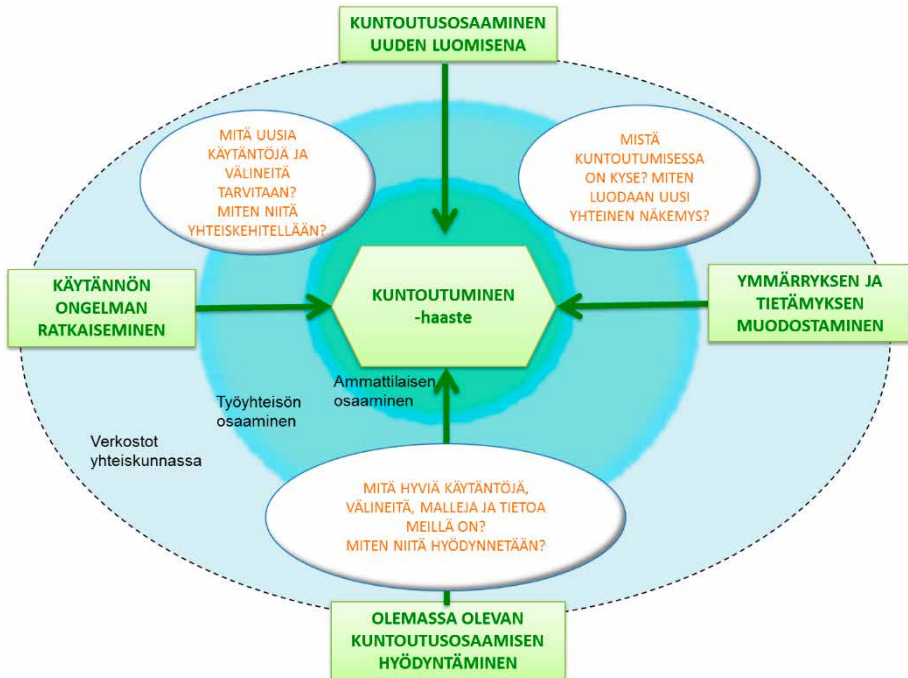 KUNTOUTUSOSAAMINEN
UUDEN LUOMISENA
MITÄ UUSIA
KÄYTÄNTÖJÄ JA
VÄLINEITÄ
TARVITAAN?
MITEN NIITÄ
YHTEISKEHITELLÄÄN?
MISTÄ
KUNTOUTUMISESSA
ON KYSE? MITEN
LUODAAN UUSI
YHTEINEN NÄKEMYS?
KÄYTÄNNÖN
ONGELMAN
RATKAISEMINEN
KUNTOUTUMINEN
-haaste
YMMÄRRYKSEN JA
TIETÄMYKSEN
MUODOSTAMINEN
Ammattilaisen
osaaminen
Työyhteisön
osaaminen
Verkostot
yhteiskunnassa
MITÄ HYVIÄ KÄYTÄNTÖJÄ,
VÄLINEITÄ, MALLEJA JA TIETOA
MEILLÄ ON?
MITEN NIITÄ HYÖDYNNETÄÄN?
OLEMASSA OLEVAN
KUNTOUTUSOSAAMISEN
HYÖDYNTÄMINEN